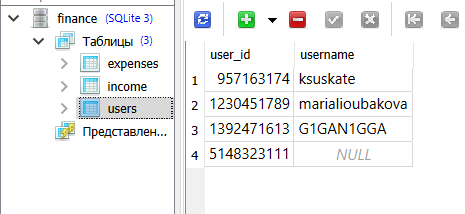 finance (SQLite 3)
Таблицы (3)
expenses
income
users
Представлен...
user_id username
1 957163174 ksuskate
2 1230451789 marialioubakova
3 1392471613 G1GAN1GGA
4 5148323111 NULL